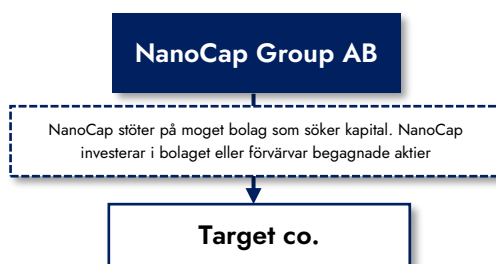 NanoCap Group AB
NanoCap stöter på moget bolag som söker kapital. NanoCap
investerar i bolaget eller förvärvar begagnade aktier
Target co.